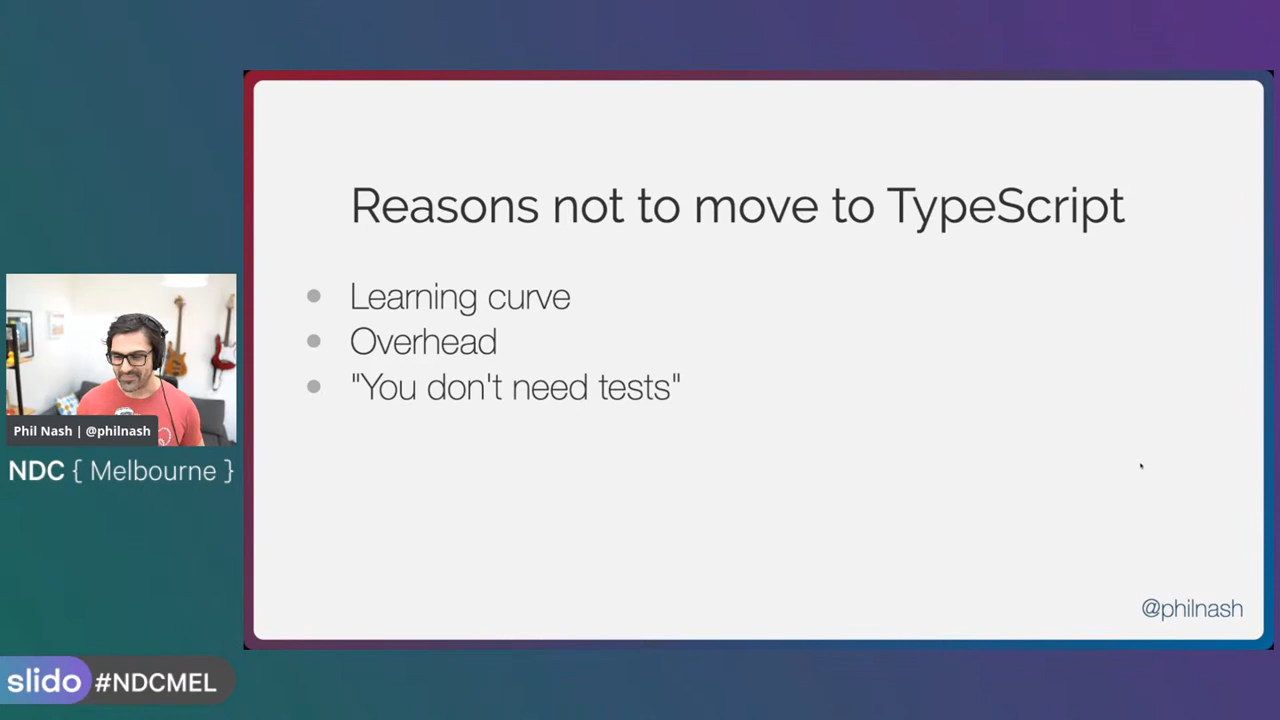 Reasons not to move to TypeScript
Learning curve
Overhead
"You don't need tests"
@philnash
Phil Nash | @philnash
NDC { Melbourne }
slido #NDCMEL